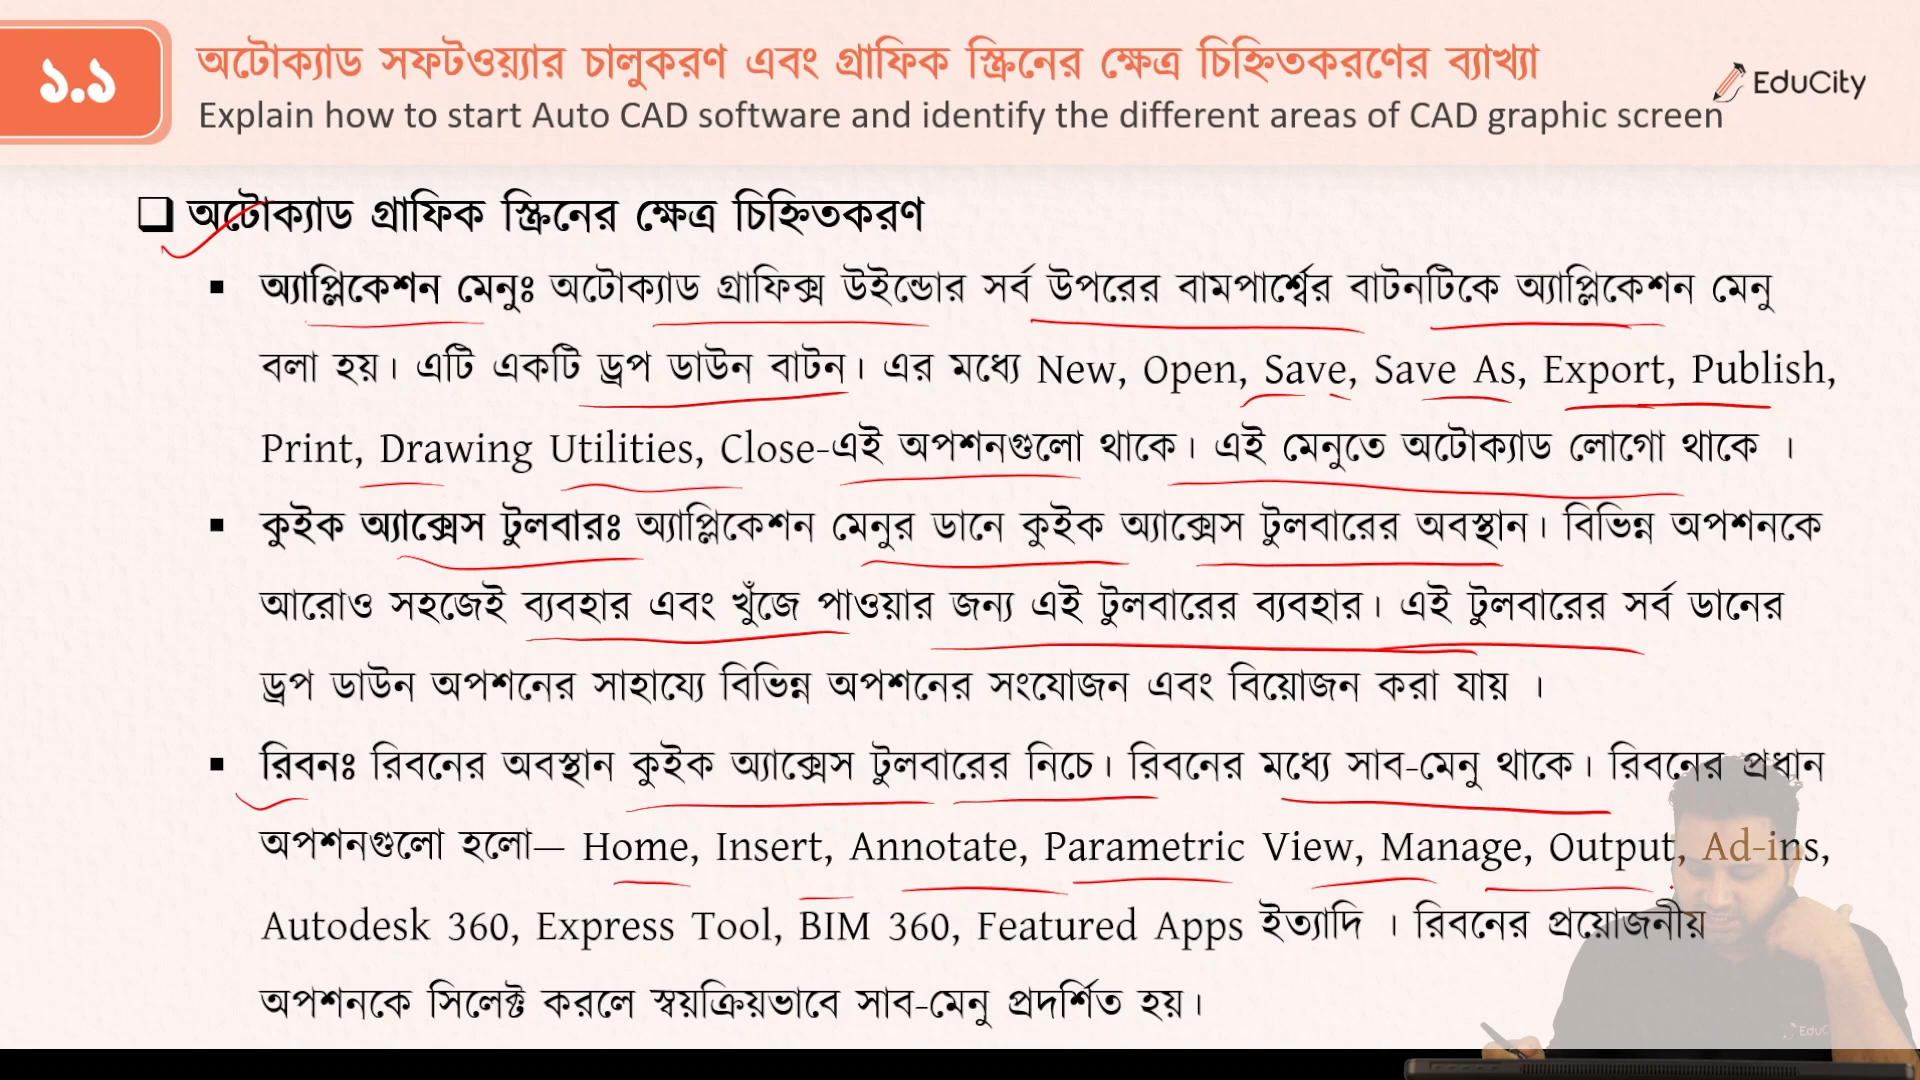 ১.১
অটোক্যাড সফটওয়্যার চালুকরণ এবং গ্রাফিক স্ক্রিনের ক্ষেত্র চিহ্নিতকরণের ব্যাখ্যা
Explain how to start Auto CAD software and identify the different areas of CAD graphic screen
EduCity
অটোক্যাড গ্রাফিক স্ক্রিনের ক্ষেত্র চিহ্নিতকরণ
▪ অ্যাপ্লিকেশন মেনুঃ অটোক্যাড গ্রাফিক্স উইন্ডোর সর্ব উপরের বামপার্শ্বের বাটনটিকে অ্যাপ্লিকেশন মেনু
বলা হয়। এটি একটি ড্রপ ডাউন বাটন। এর মধ্যে New, Open, Save, Save As, Export, Publish,
Print, Drawing Utilities, Close-এই অপশনগুলো থাকে। এই মেনুতে অটোক্যাড লোগো থাকে ।
▪ কুইক অ্যাক্সেস টুলবারঃ অ্যাপ্লিকেশন মেনুর ডানে কুইক অ্যাক্সেস টুলবারের অবস্থান। বিভিন্ন অপশনকে
আরোও সহজেই ব্যবহার এবং খুঁজে পাওয়ার জন্য এই টুলবারের ব্যবহার। এই টুলবারের সর্ব ডানের
ড্রপ ডাউন অপশনের সাহায্যে বিভিন্ন অপশনের সংযোজন এবং বিয়োজন করা যায় ।
▪ রিবনঃ রিবনের অবস্থান কুইক অ্যাক্সেস টুলবারের নিচে। রিবনের মধ্যে সাব-মেনু থাকে। রিবনের প্রধান
অপশনগুলো হলো— Home, Insert, Annotate, Parametric View, Manage, Output, Ad-ins,
Autodesk 360, Express Tool, BIM 360, Featured Apps ইত্যাদি । রিবনের প্রয়োজনীয়
অপশনকে সিলেক্ট করলে স্বয়ক্রিয়ভাবে সাব-মেনু প্রদর্শিত হয়।